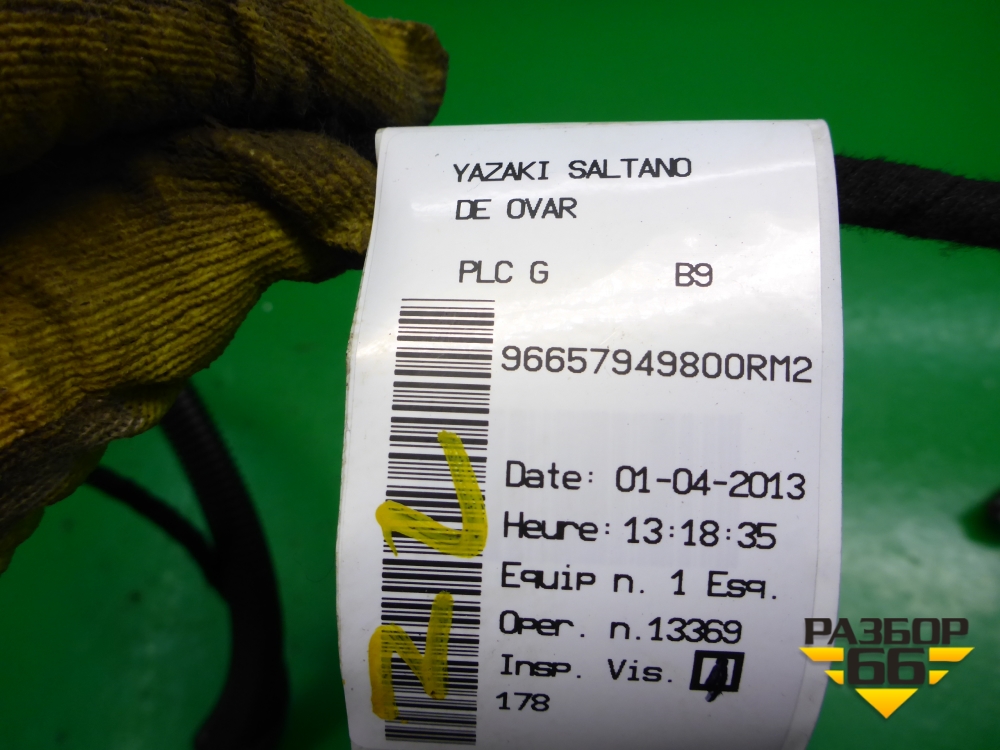 YAZAKI SALTANO
DE OVAR
PLC G B9
96657949800RM2
Date: 01-04-2013
Heure: 13:18:35
Equip n. 1 Esq.
Oper. n.13369
Insp. Vis.
178
РАЗБОР
66